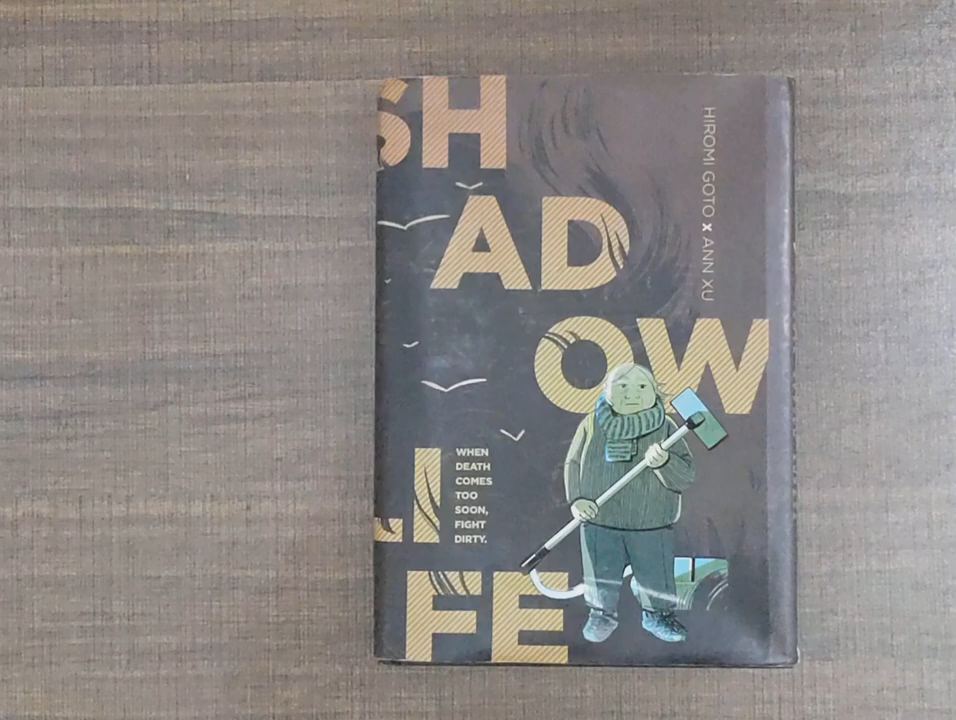 SH
AD
OW
LI
FE
HIROMI GOTO x ANN XU
WHEN
DEATH
COMES
TOO
SOON,
FIGHT
DIRTY.